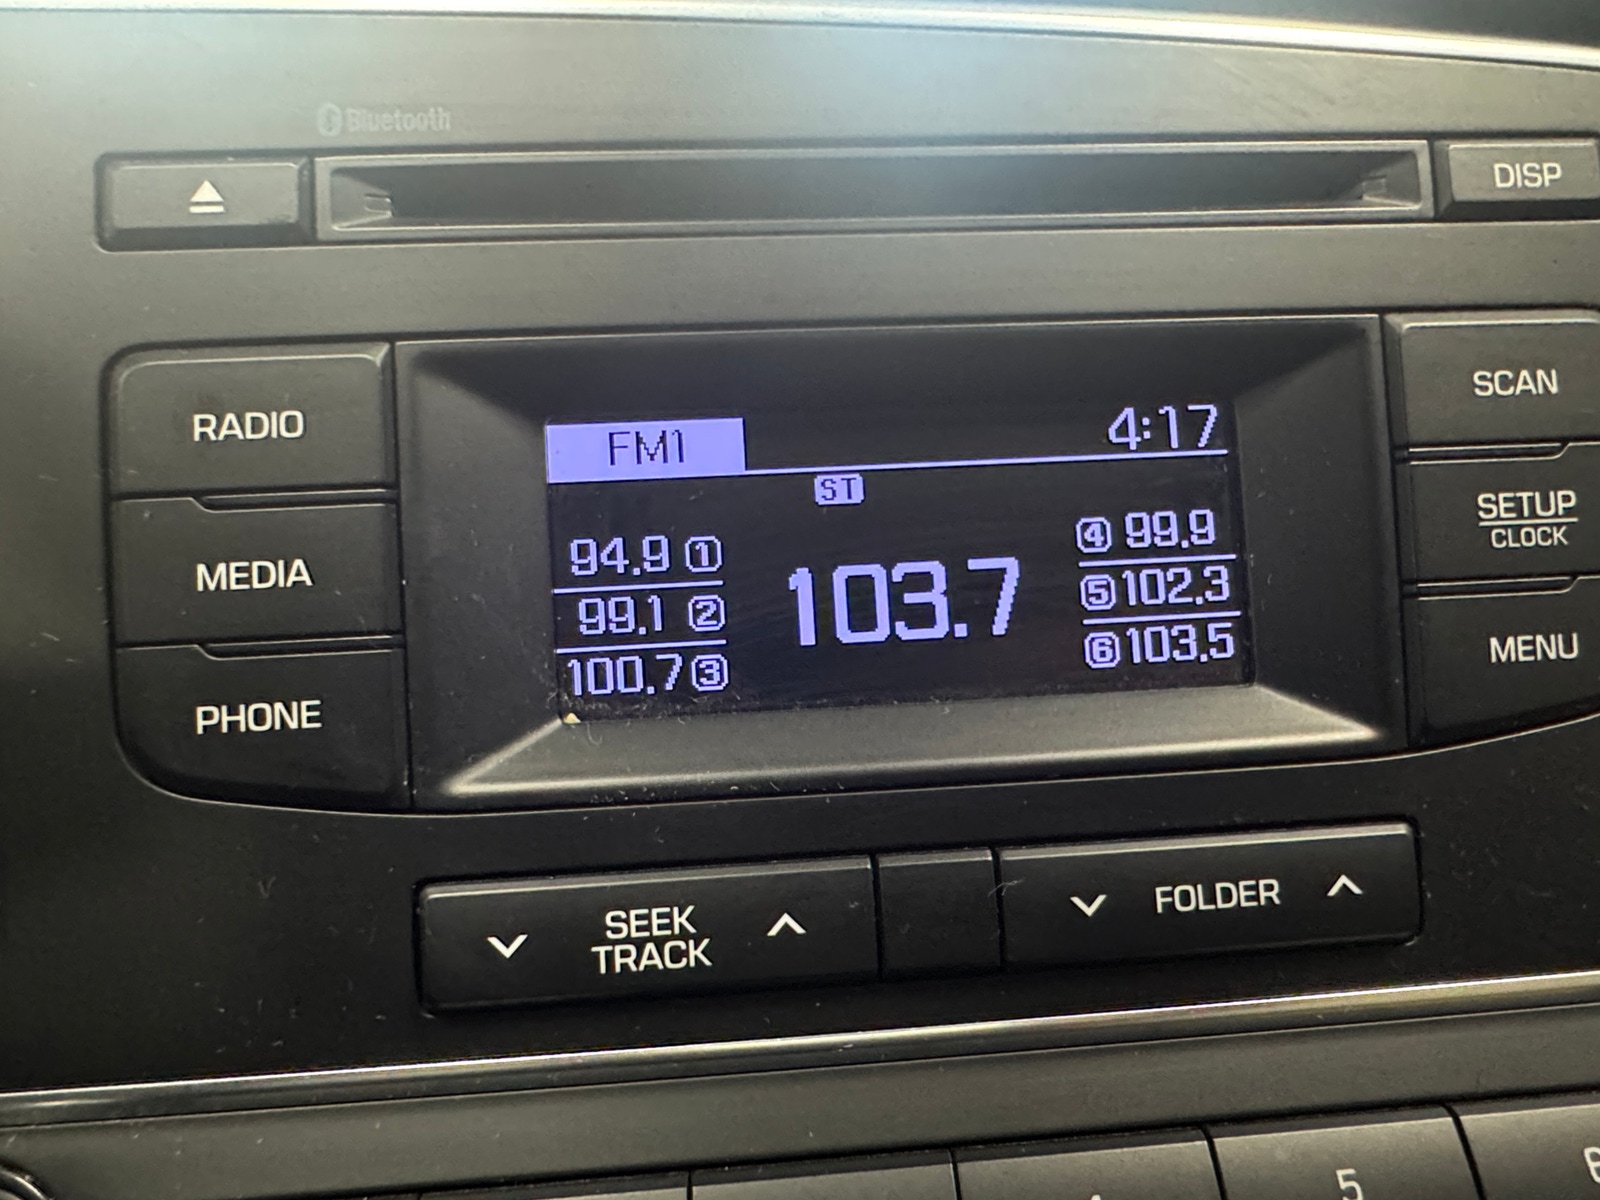 Bluetooth
DISP
RADIO
MEDIA
PHONE
FM1
4:17
ST
94.9 1
99.1 2
100.7 3
103.7
4 99.9
5 102.3
6 103.5
SCAN
SETUP
CLOCK
MENU
SEEK
TRACK
FOLDER
5